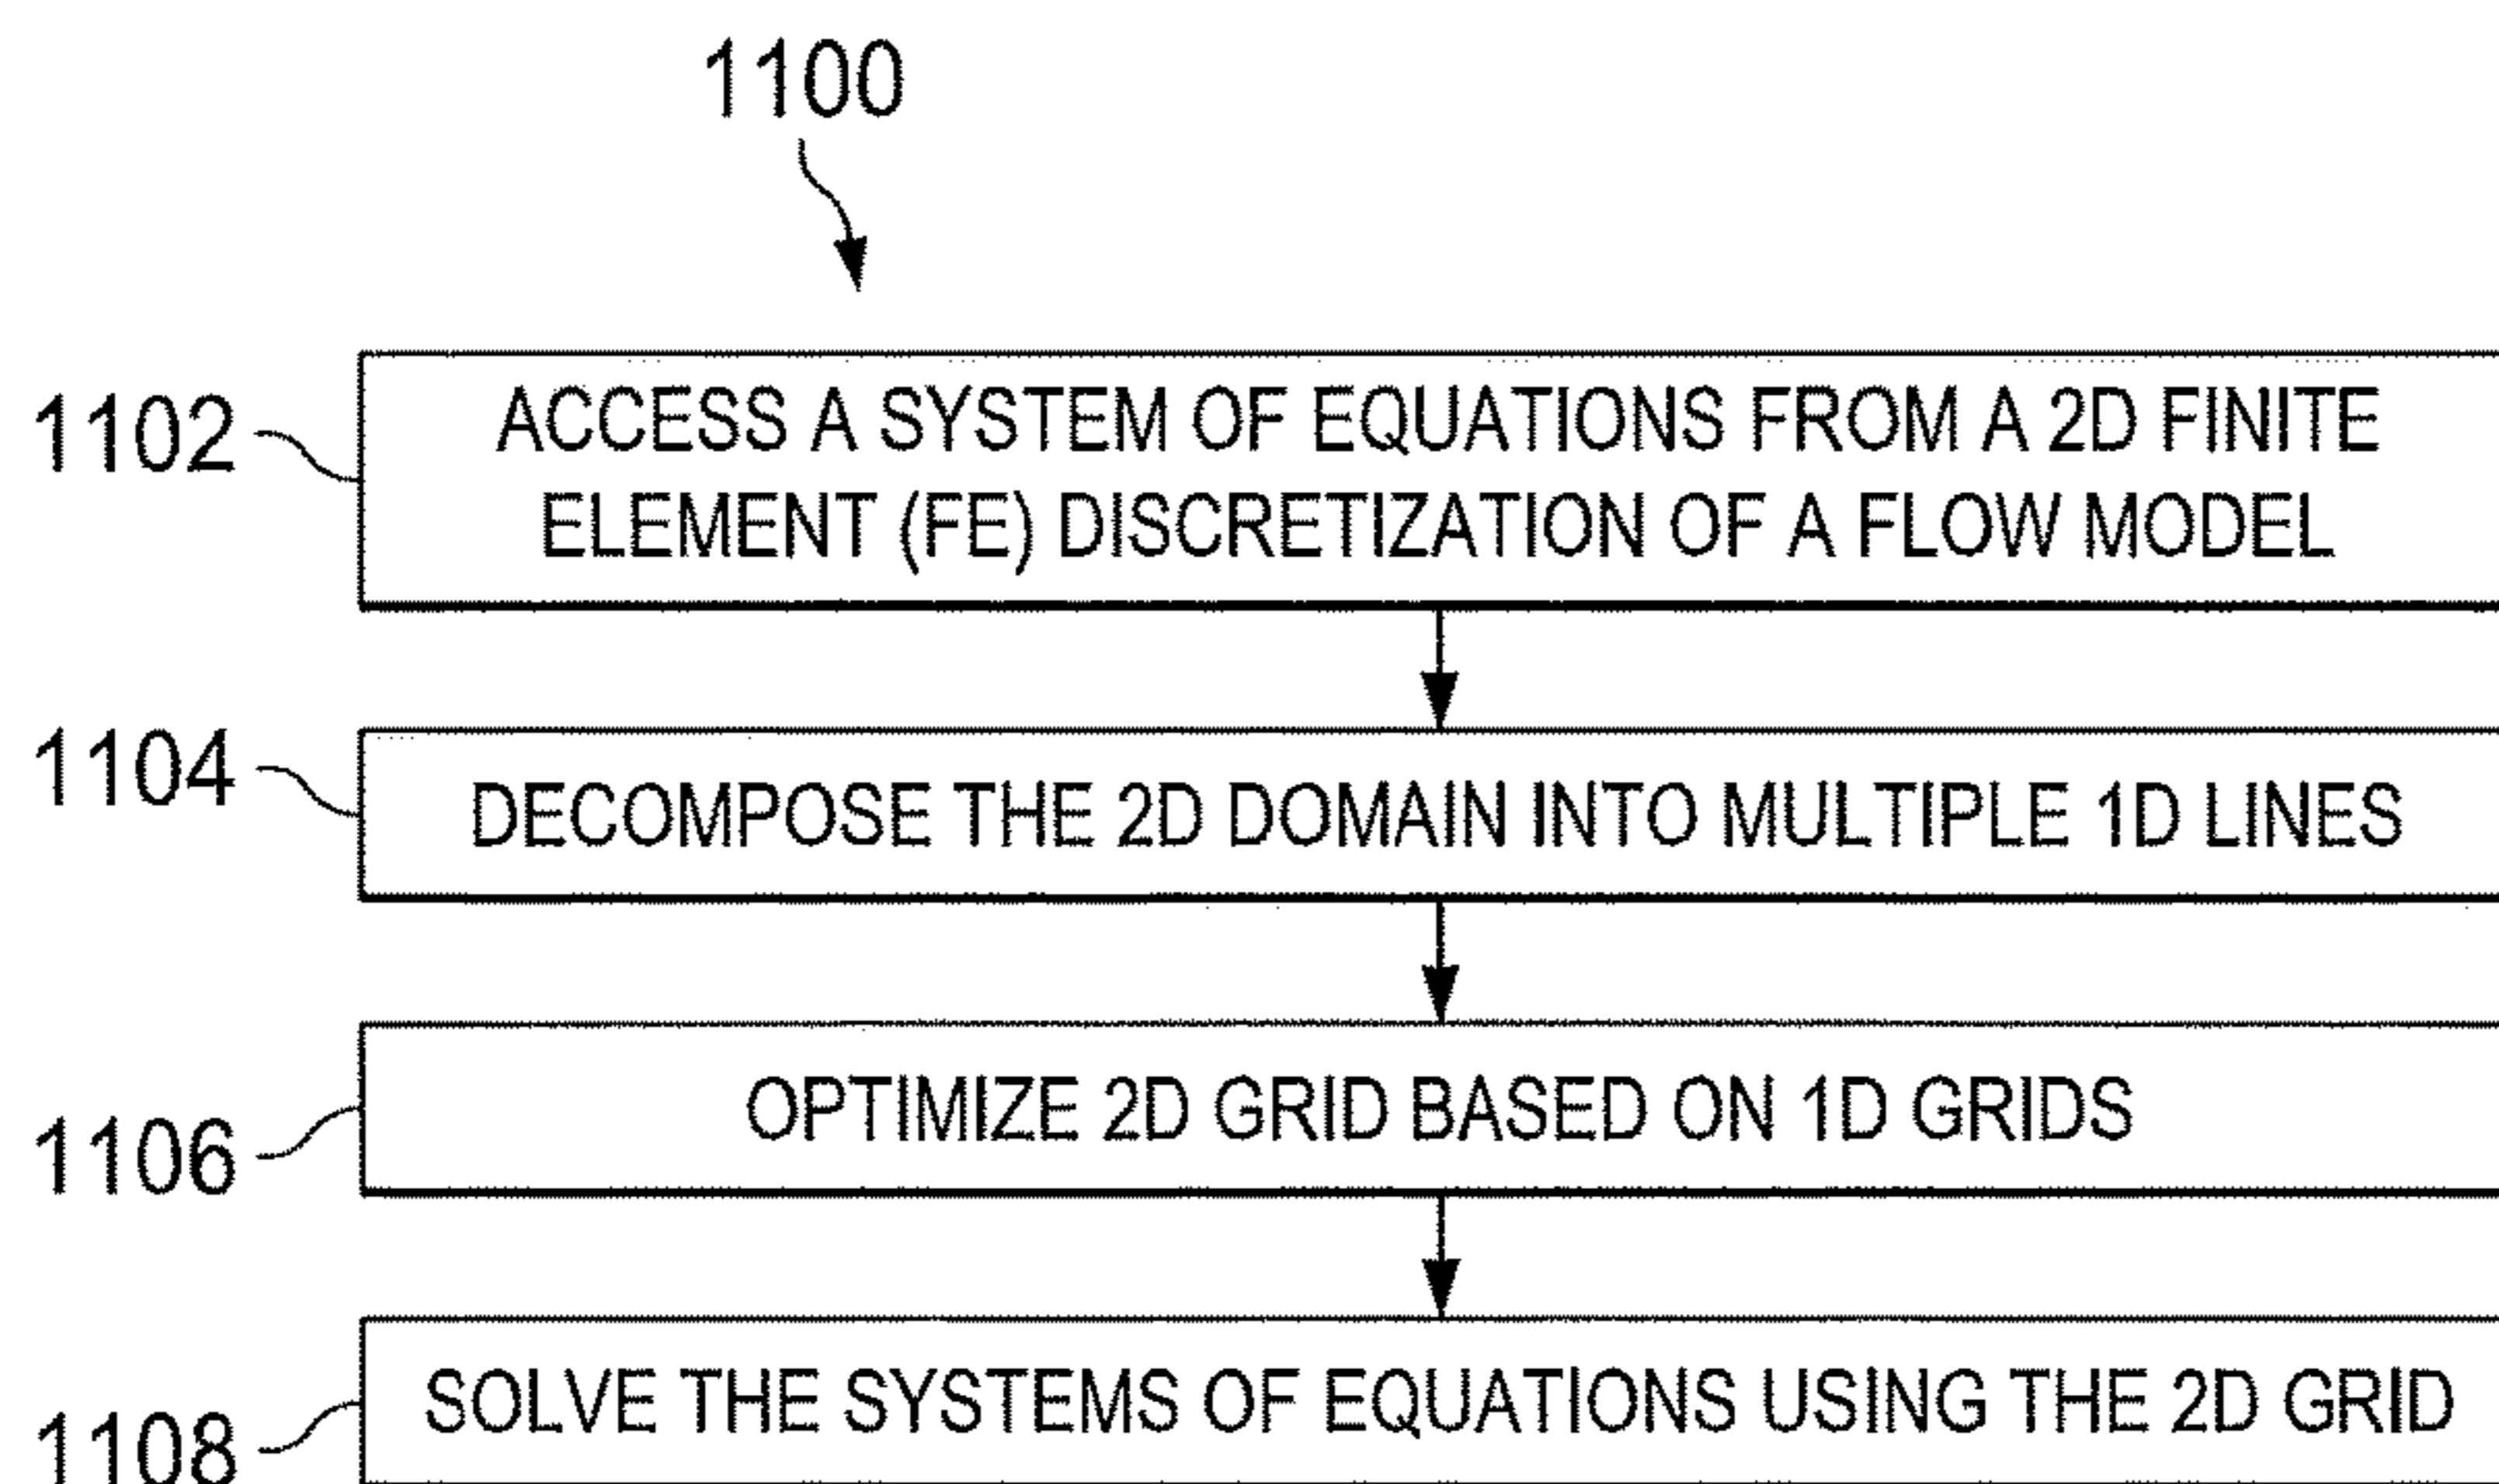 1100
1102
ACCESS A SYSTEM OF EQUATIONS FROM A 2D FINITE
ELEMENT (FE) DISCRETIZATION OF A FLOW MODEL
1104
DECOMPOSE THE 2D DOMAIN INTO MULTIPLE 1D LINES
1106
OPTIMIZE 2D GRID BASED ON 1D GRIDS
1108
SOLVE THE SYSTEMS OF EQUATIONS USING THE 2D GRID